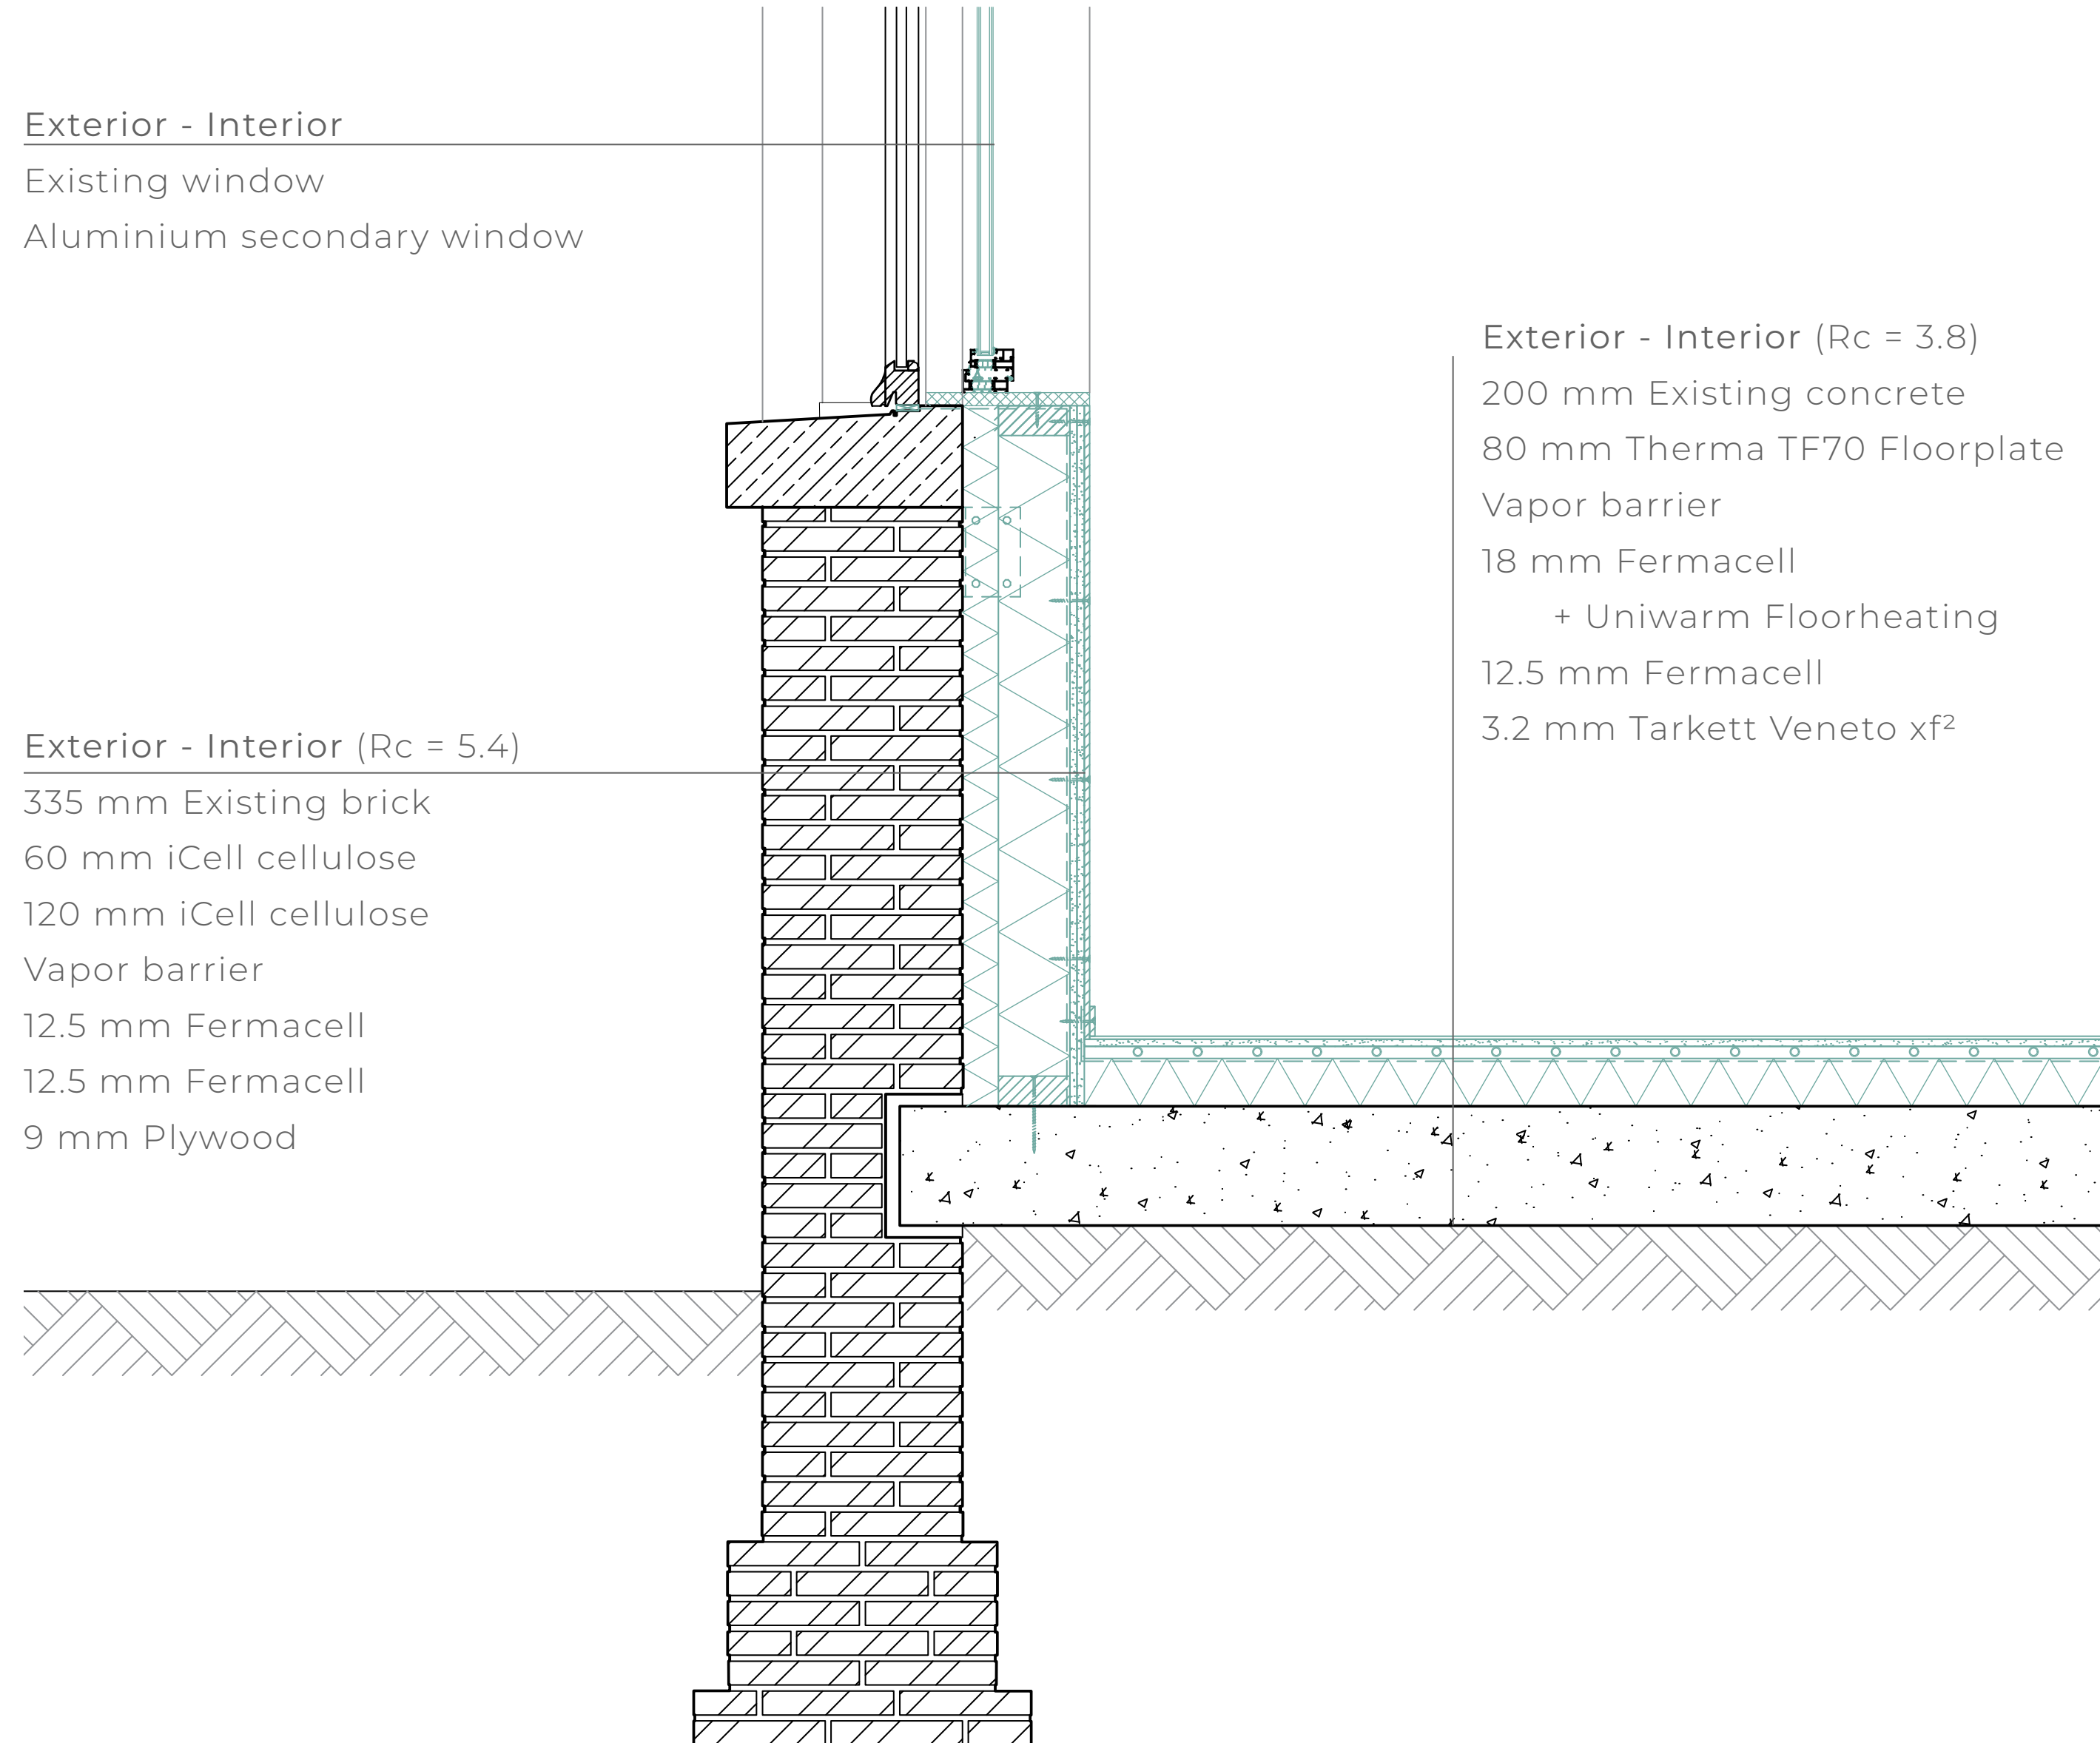 Exterior - Interior
Existing window
Aluminium secondary window
Exterior - Interior (Rc = 3.8)
200 mm Existing concrete
80 mm Therma TF70 Floorplate
Vapor barrier
18 mm Fermacell
+ Uniwarm Floorheating
12.5 mm Fermacell
3.2 mm Tarkett Veneto xf²
Exterior - Interior (Rc = 5.4)
335 mm Existing brick
60 mm iCell cellulose
120 mm iCell cellulose
Vapor barrier
12.5 mm Fermacell
12.5 mm Fermacell
9 mm Plywood